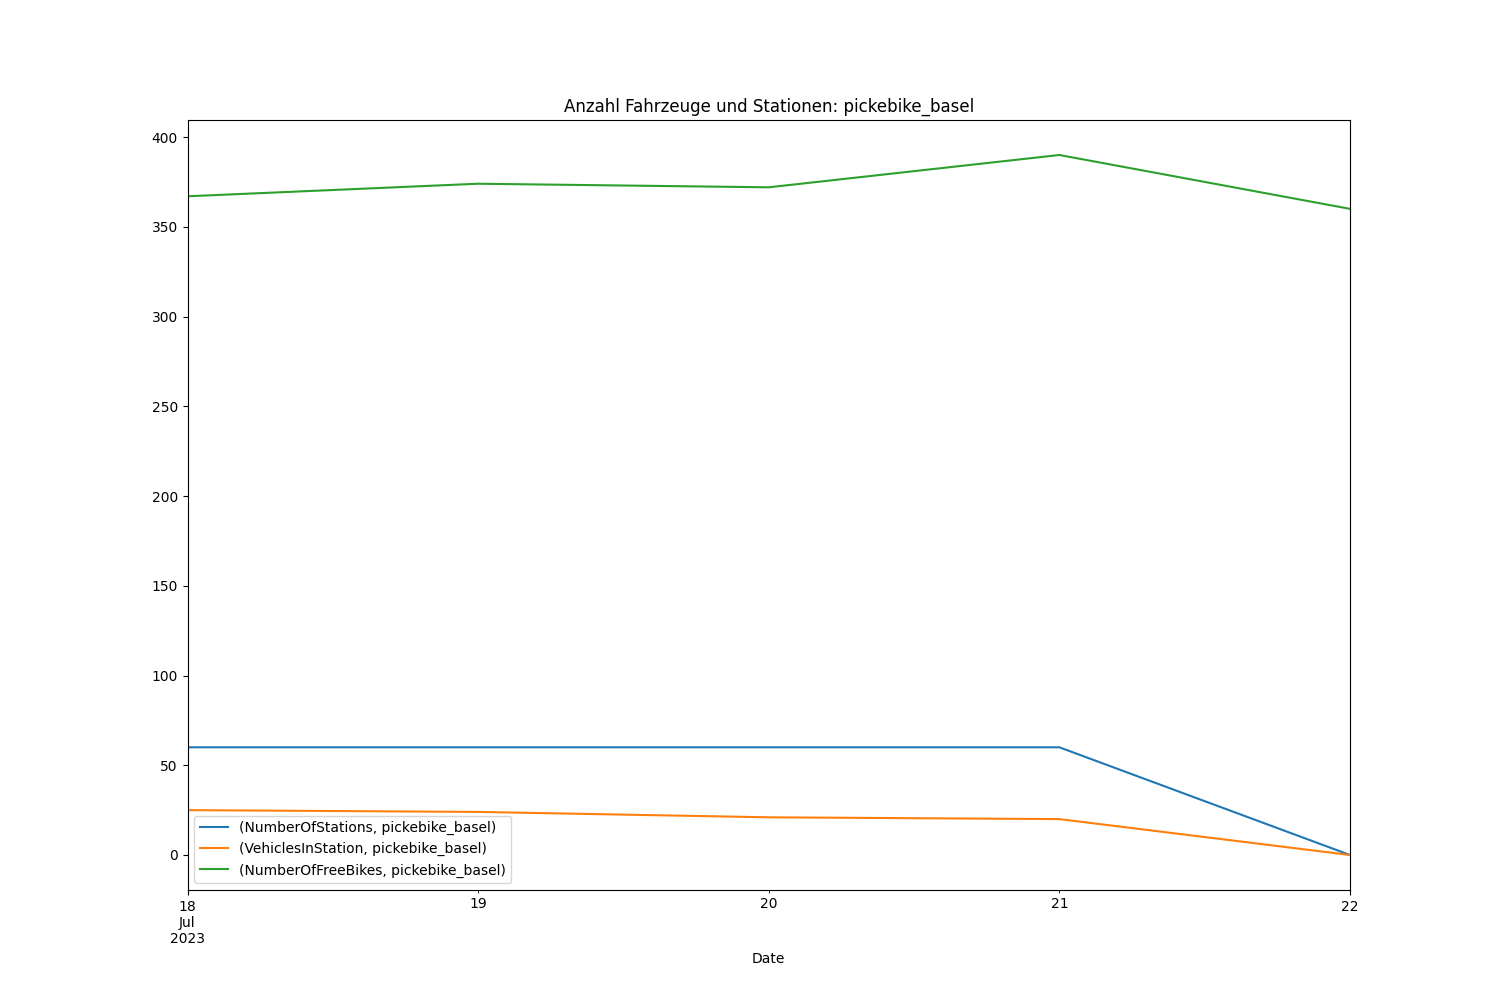 Anzahl Fahrzeuge und Stationen: pickebike_basel
400
350
300
250
200
150
100
50
0
(NumberOfStations, pickebike_basel)
(VehiclesInStation, pickebike_basel)
(NumberOfFreeBikes, pickebike_basel)
18 19 20 21 22
Jul
2023
Date